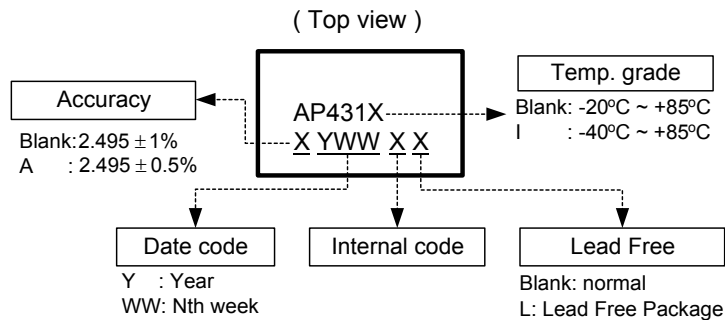 ( Top view )
Accuracy
Blank:2.495 ± 1%
A : 2.495 ± 0.5%
AP431X
X YWW X X
Temp. grade
Blank: -20ºC ~ +85ºC
I : -40ºC ~ +85ºC
Date code
Y : Year
WW: Nth week
Internal code
Lead Free
Blank: normal
L: Lead Free Package